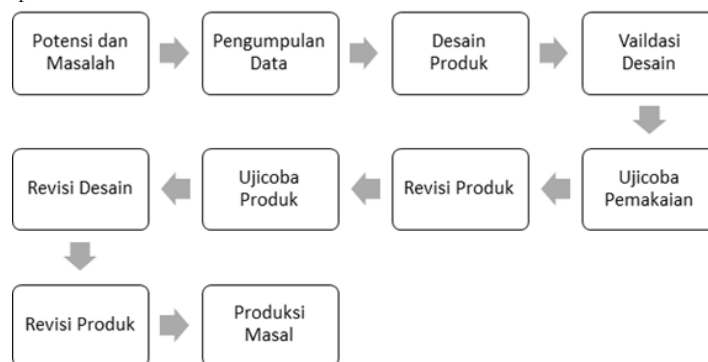 Potensi dan
Masalah
Pengumpulan
Data
Desain
Produk
Vaildasi
Desain
Ujicoba
Pemakaian
Revisi Produk
Ujicoba
Produk
Revisi Desain
Revisi Produk
Produksi
Masal